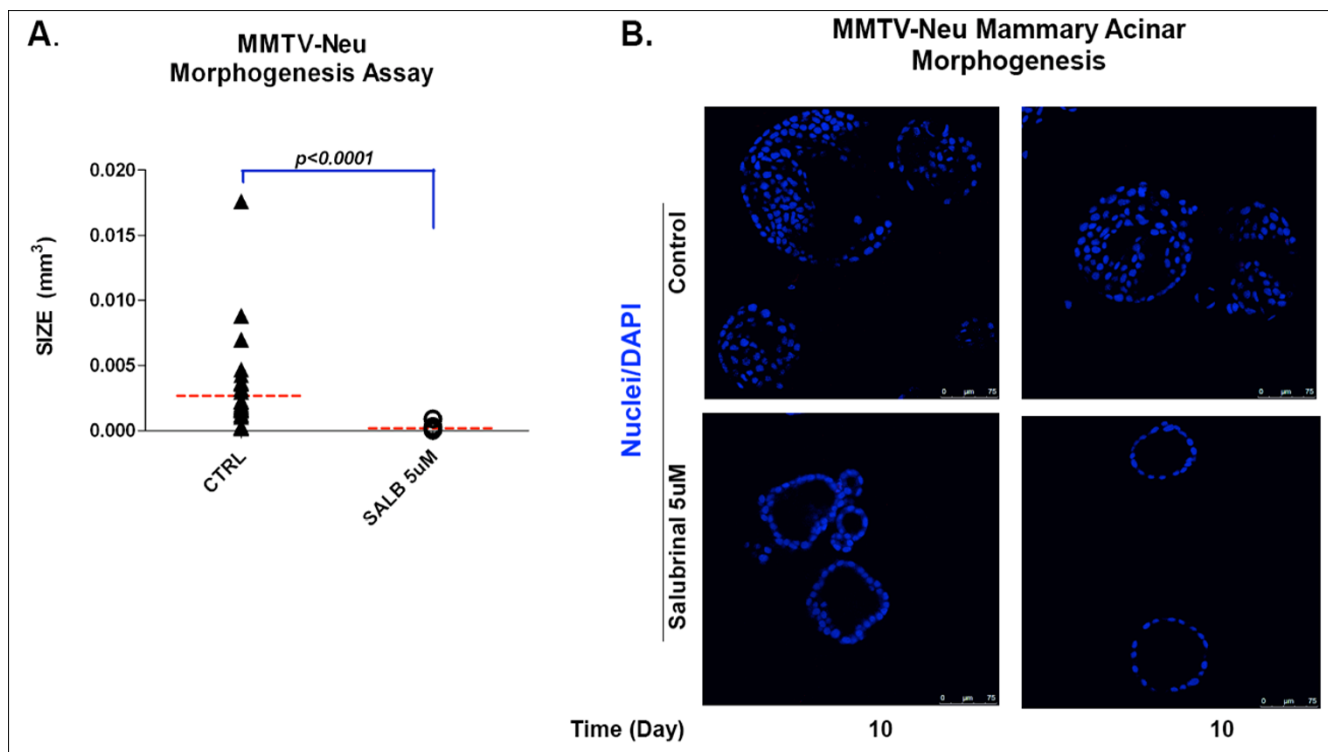 A.
MMTV-Neu
Morphogenesis Assay
p<0.0001
0.020
0.015
0.010
0.005
0.000
SIZE (mm³)
CTRL
SALB 5uM
B.
MMTV-Neu Mammary Acinar
Morphogenesis
Nuclei/DAPI
Control
Salubrinal 5uM
0 µm 75
0 µm 75
0 µm 75
0 µm 75
Time (Day) 10 10